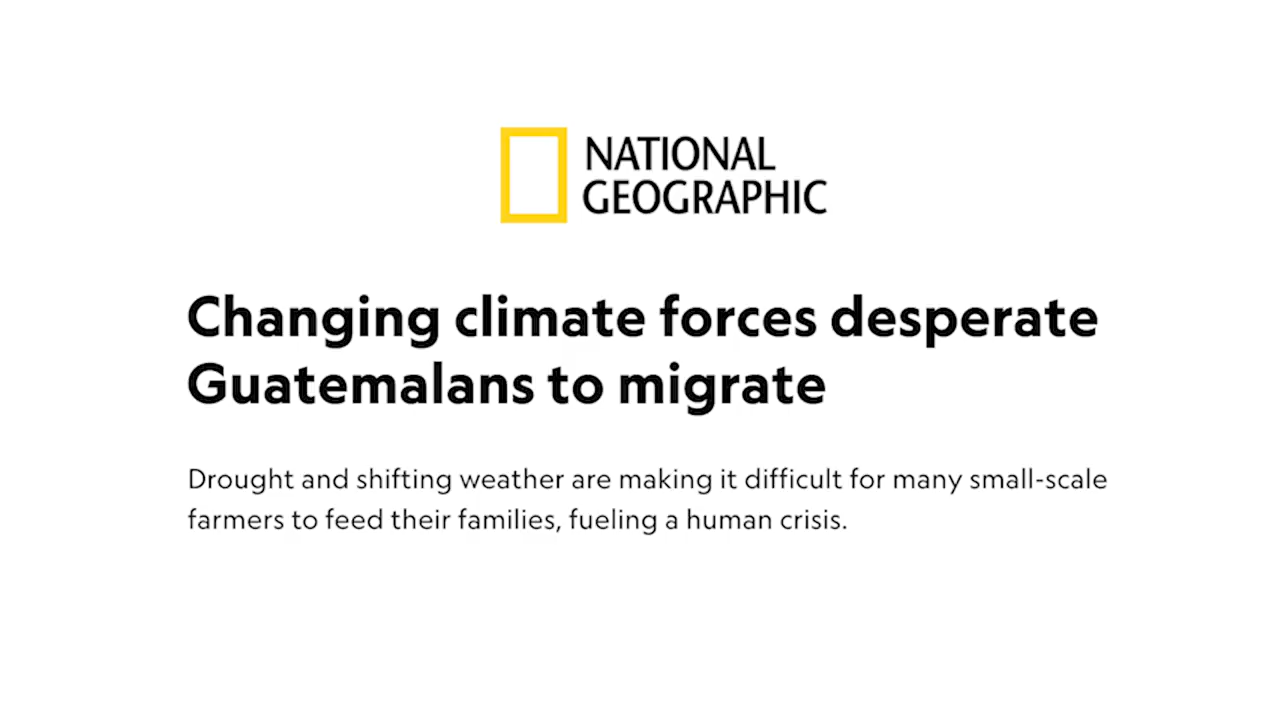 NATIONAL
GEOGRAPHIC
Changing climate forces desperate
Guatemalans to migrate
Drought and shifting weather are making it difficult for many small-scale
farmers to feed their families, fueling a human crisis.